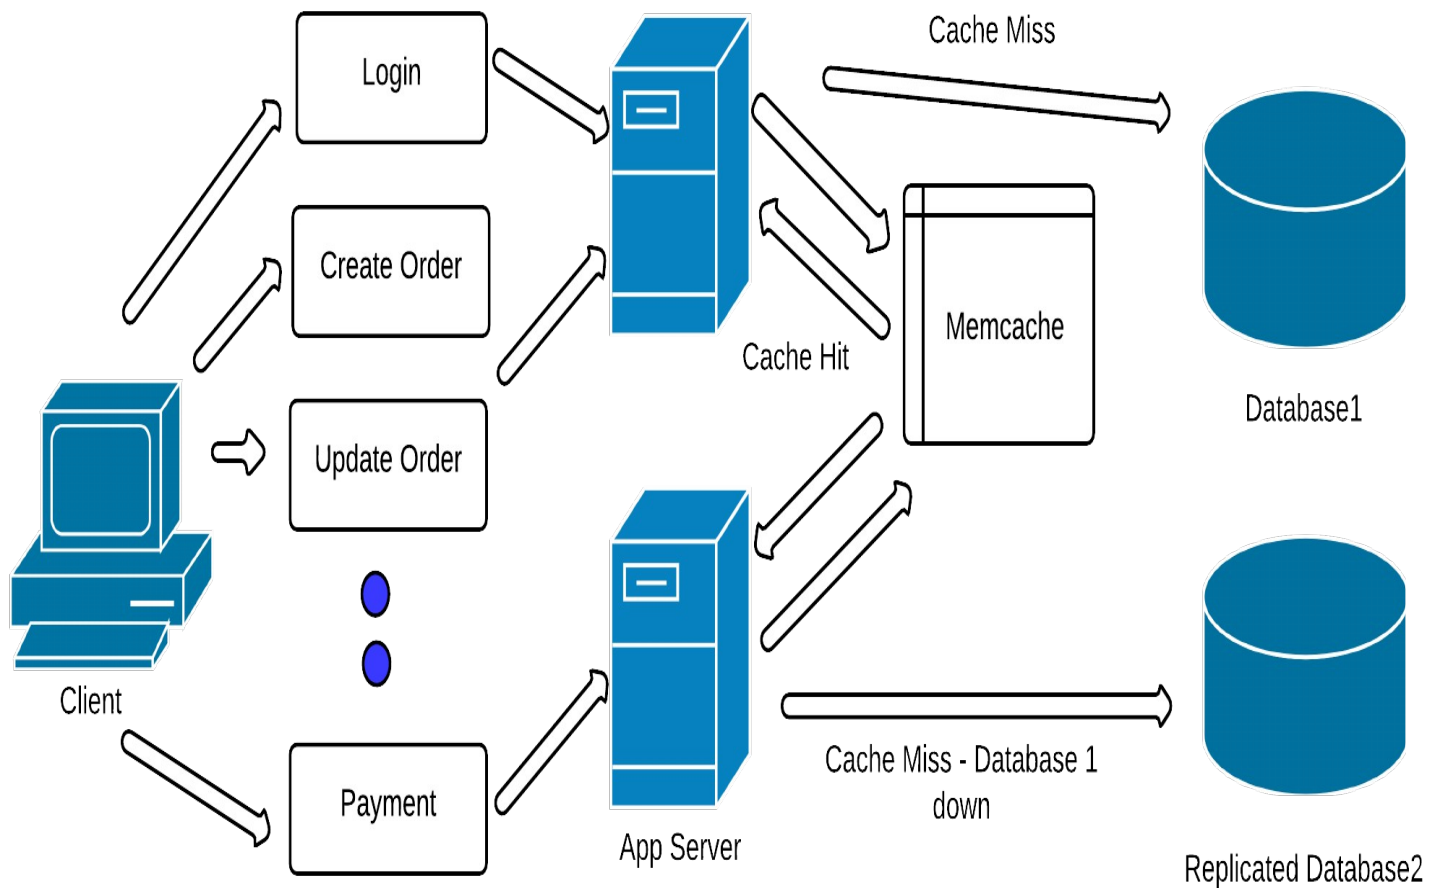 Login
Create Order
Update Order
Payment
Client
App Server
Cache Miss
Cache Hit
Memcache
Cache Miss - Database 1
down
Database1
Replicated Database2